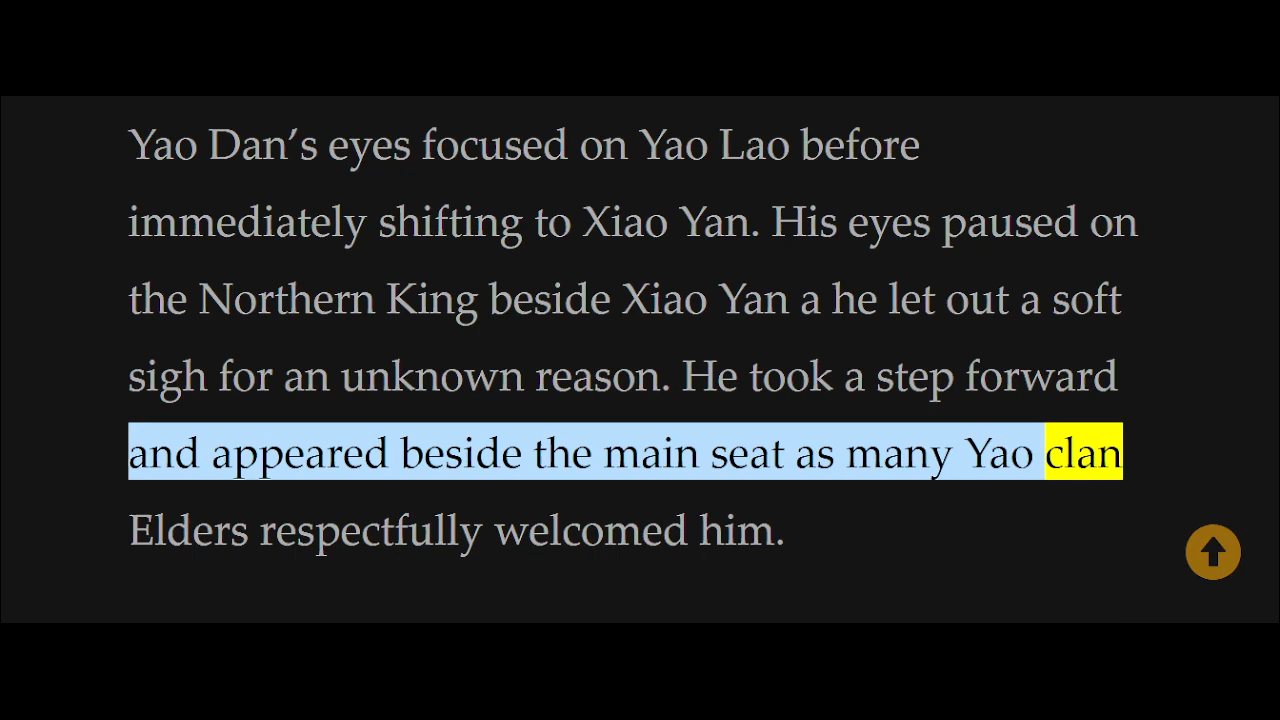 Yao Dan’s eyes focused on Yao Lao before
immediately shifting to Xiao Yan. His eyes paused on
the Northern King beside Xiao Yan a he let out a soft
sigh for an unknown reason. He took a step forward
and appeared beside the main seat as many Yao clan
Elders respectfully welcomed him.